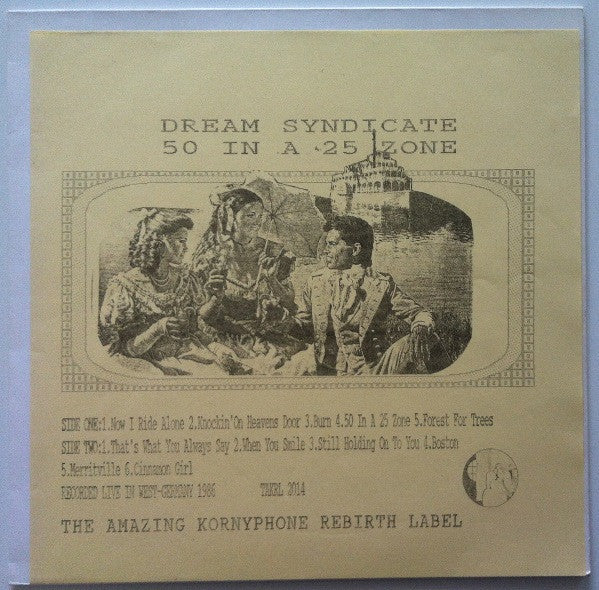 DREAM SYNDICATE
50 IN A 25 ZONE
SIDE ONE:1.Now I Ride Alone 2.Knockin'On Heavens Door 3.Burn 4.50 In A 25 Zone 5.Forest For Trees
SIDE TWO:1.That's What You Always Say 2.When You Smile 3.Still Holding On To You 4.Boston
5.Merritville 6.Cinnamon Girl
RECORDED LIVE IN WEST-GERMANY 1986 TAKRL 2014
THE AMAZING KORNYPHONE REBIRTH LABEL